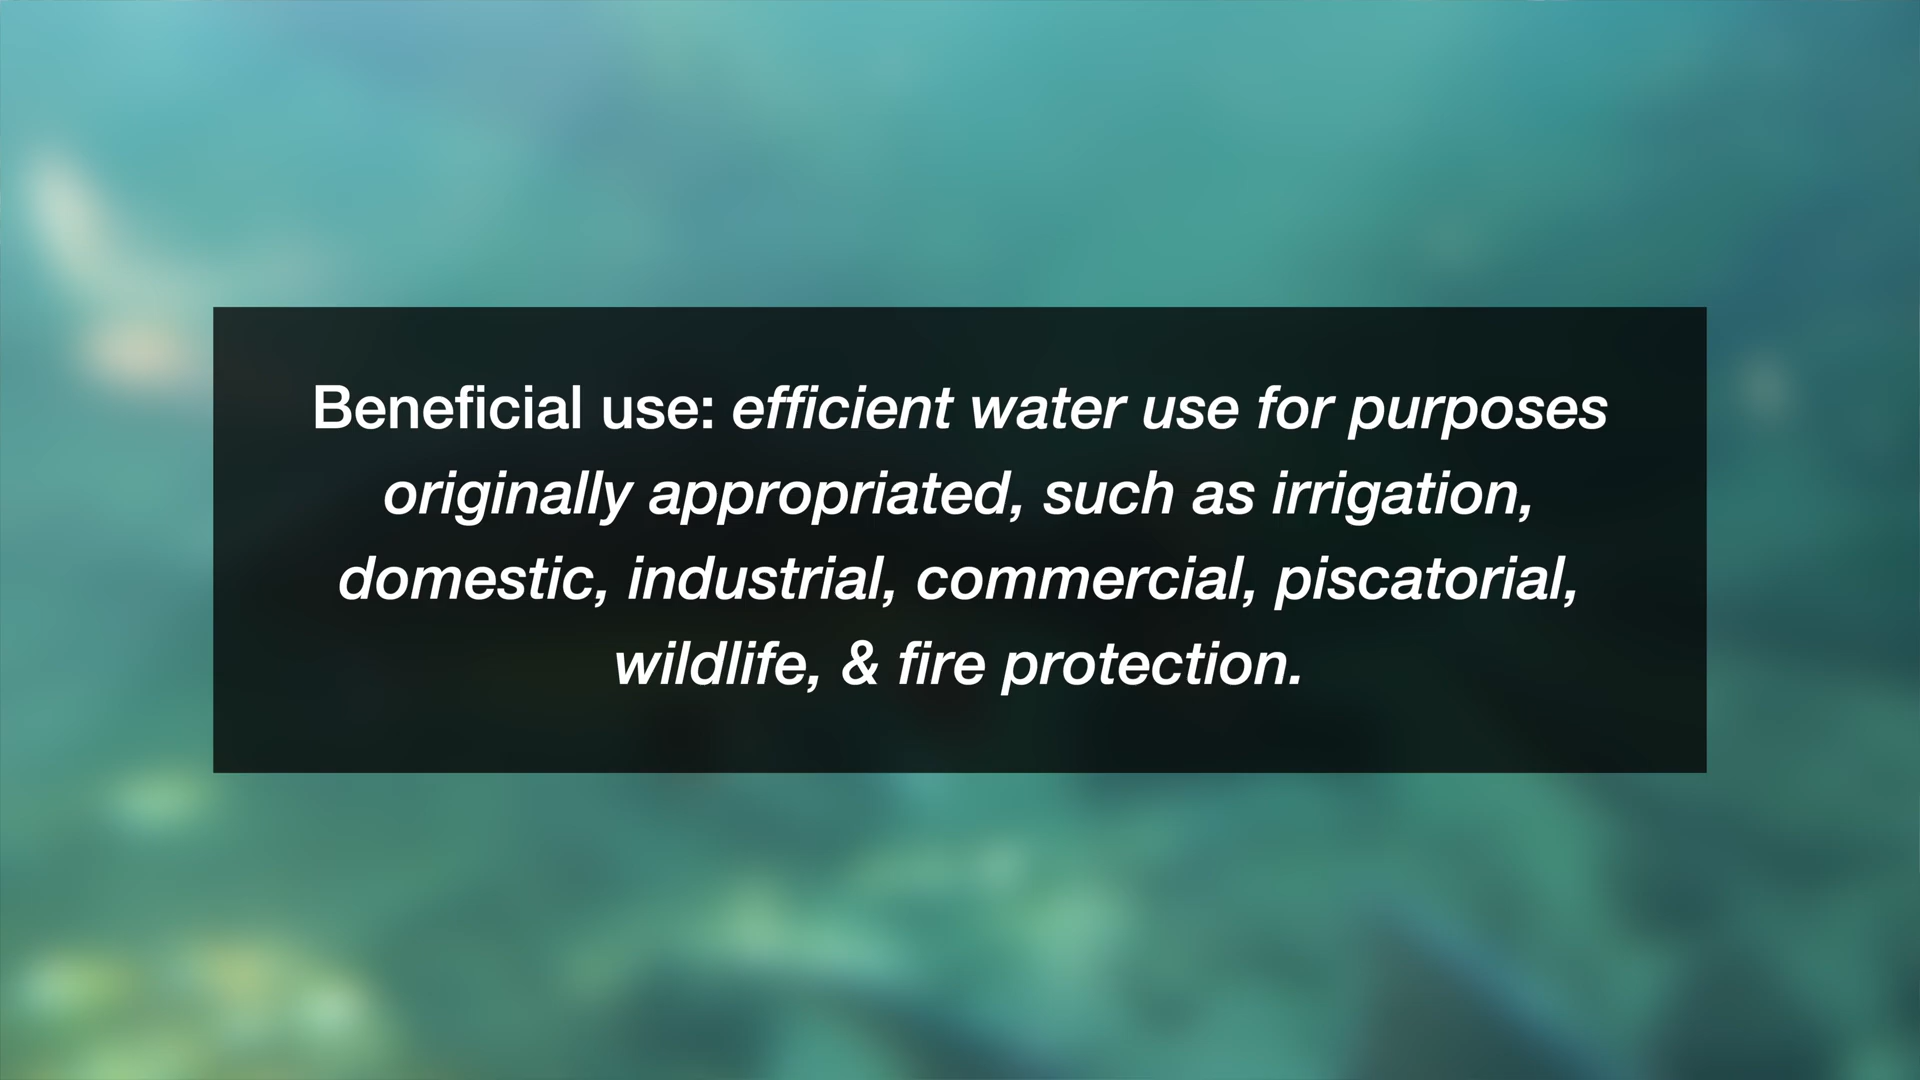 Beneficial use: efficient water use for purposes
originally appropriated, such as irrigation,
domestic, industrial, commercial, piscatorial,
wildlife, & fire protection.